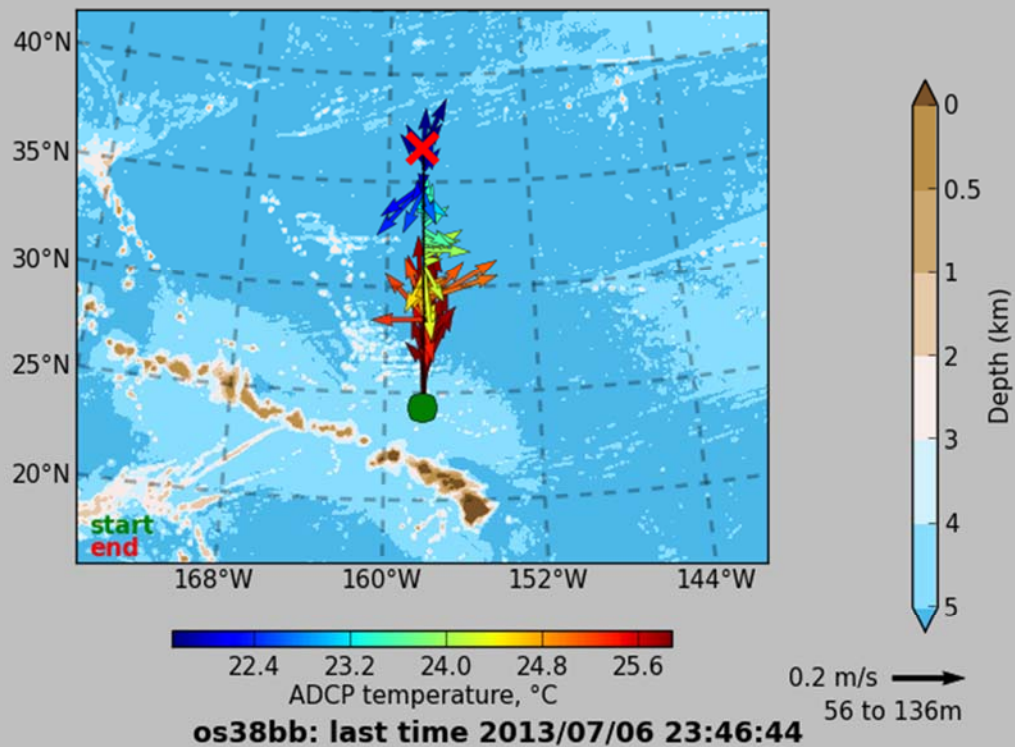 40°N
35°N
30°N
25°N
20°N
start
end
168°W 160°W 152°W 144°W
22.4 23.2 24.0 24.8 25.6
ADCP temperature, °C
0
0.5
1
2
3
4
5
Depth (km)
0.2 m/s
56 to 136m
os38bb: last time 2013/07/06 23:46:44